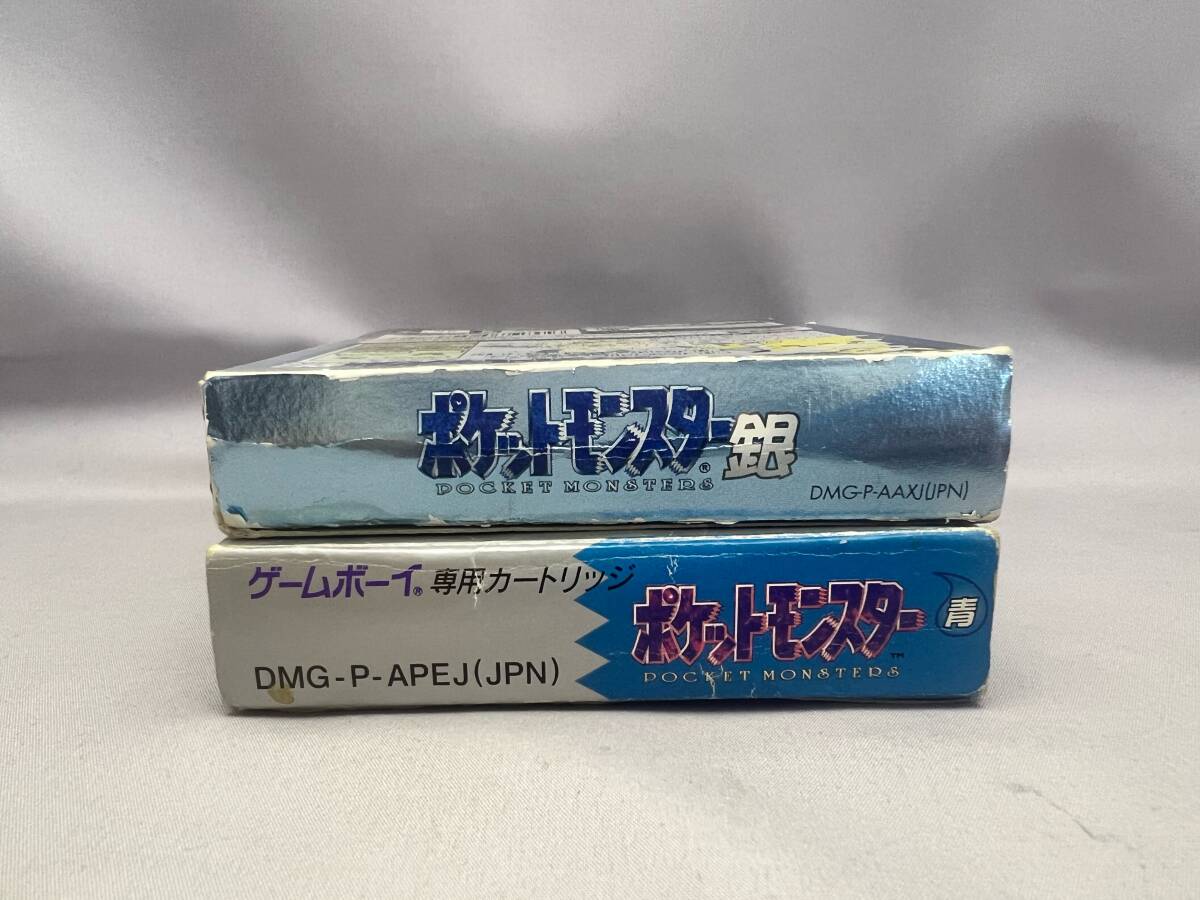 ポケットモンスター®銀
POCKET MONSTERS
DMG-P-AAXJ(JPN)
ゲームボーイ®専用カートリッジ
DMG-P-APEJ(JPN)
ポケットモンスター™青
POCKET MONSTERS